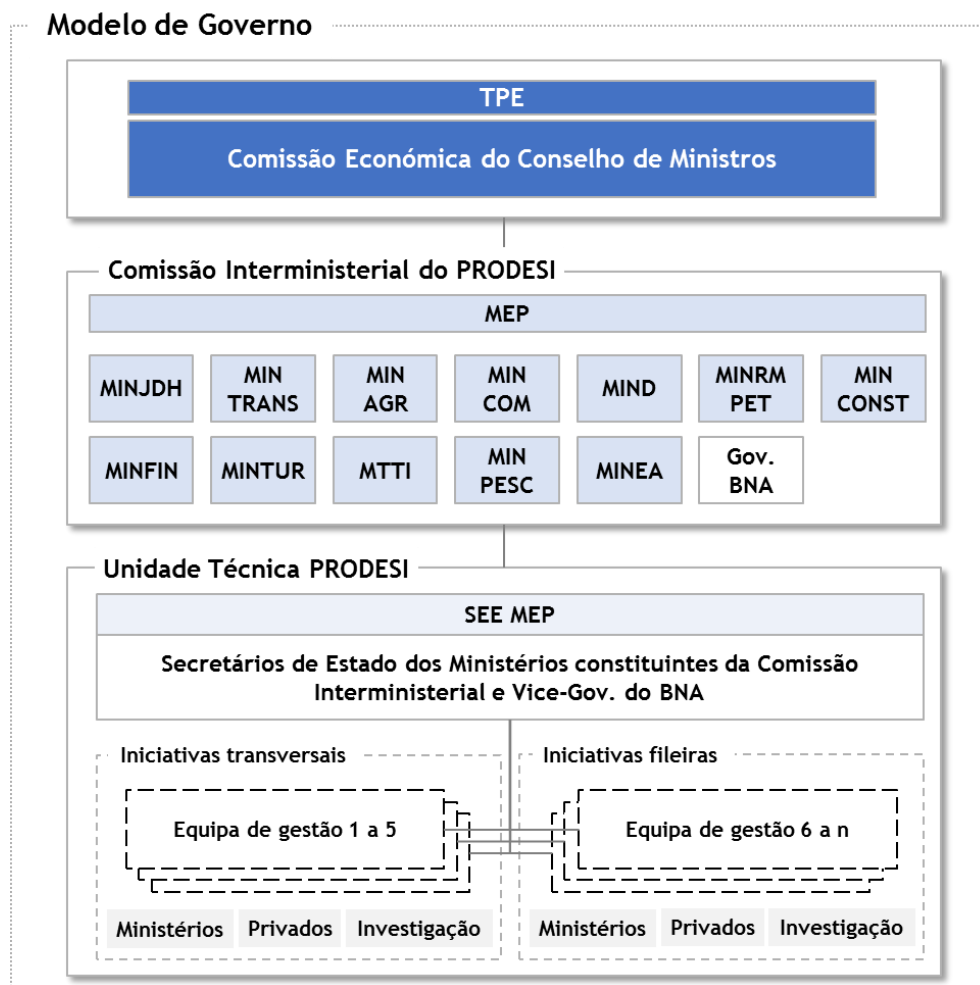 Modelo de Governo
TPE
Comissão Económica do Conselho de Ministros
Comissão Interministerial do PRODESI
MEP
MINJDH
MIN
TRANS
MIN
AGR
MIN
COM
MIND
MINRM
PET
MIN
CONST
MINFIN
MINTUR
MTTI
MIN
PESC
MINEA
Gov.
BNA
Unidade Técnica PRODESI
SEE MEP
Secretários de Estado dos Ministérios constituintes da Comissão
Interministerial e Vice-Gov. do BNA
Iniciativas transversais
Equipa de gestão 1 a 5
Ministérios
Privados
Investigação
Iniciativas fileiras
Equipa de gestão 6 a n
Ministérios
Privados
Investigação